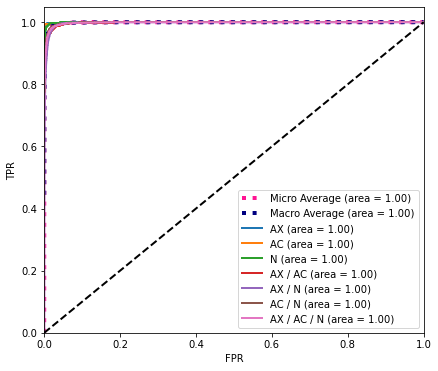 1.0
0.8
0.6
0.4
0.2
0.0
TPR
Micro Average (area = 1.00)
Macro Average (area = 1.00)
AX (area = 1.00)
AC (area = 1.00)
N (area = 1.00)
AX / AC (area = 1.00)
AX / N (area = 1.00)
AC / N (area = 1.00)
AX / AC / N (area = 1.00)
0.0 0.2 0.4 0.6 0.8 1.0
FPR